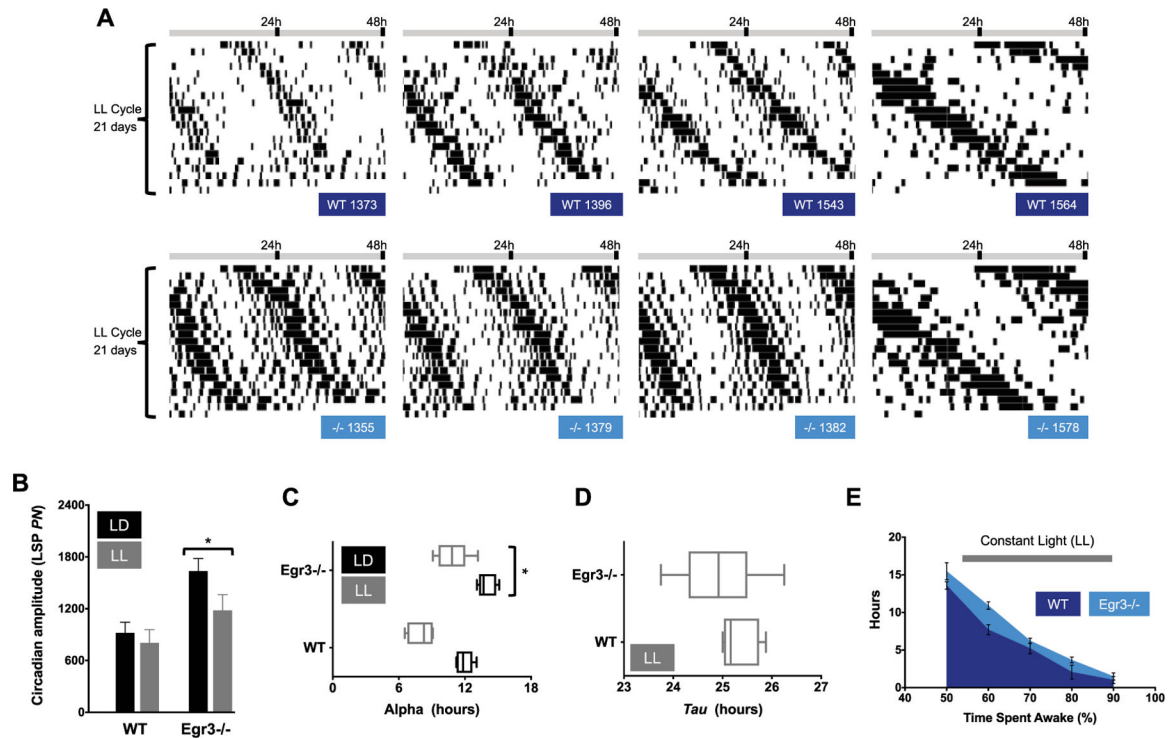 A
24h 48h 24h 48h 24h 48h 24h 48h
LL Cycle
21 days
WT 1373 WT 1396 WT 1543 WT 1564
24h 48h 24h 48h 24h 48h 24h 48h
LL Cycle
21 days
-/- 1355 -/- 1379 -/- 1382 -/- 1578
B
Circadian amplitude (LSP PN)
2400
1800
1200
600
0
LD
LL
*
WT Egr3-/-
C
Egr3-/-
WT
LD
LL
*
0 6 12 18
Alpha (hours)
D
Egr3-/-
WT
LL
23 24 25 26 27
Tau (hours)
E
Hours
20
15
10
5
0
Constant Light (LL)
WT Egr3-/-
40 50 60 70 80 90 100
Time Spent Awake (%)